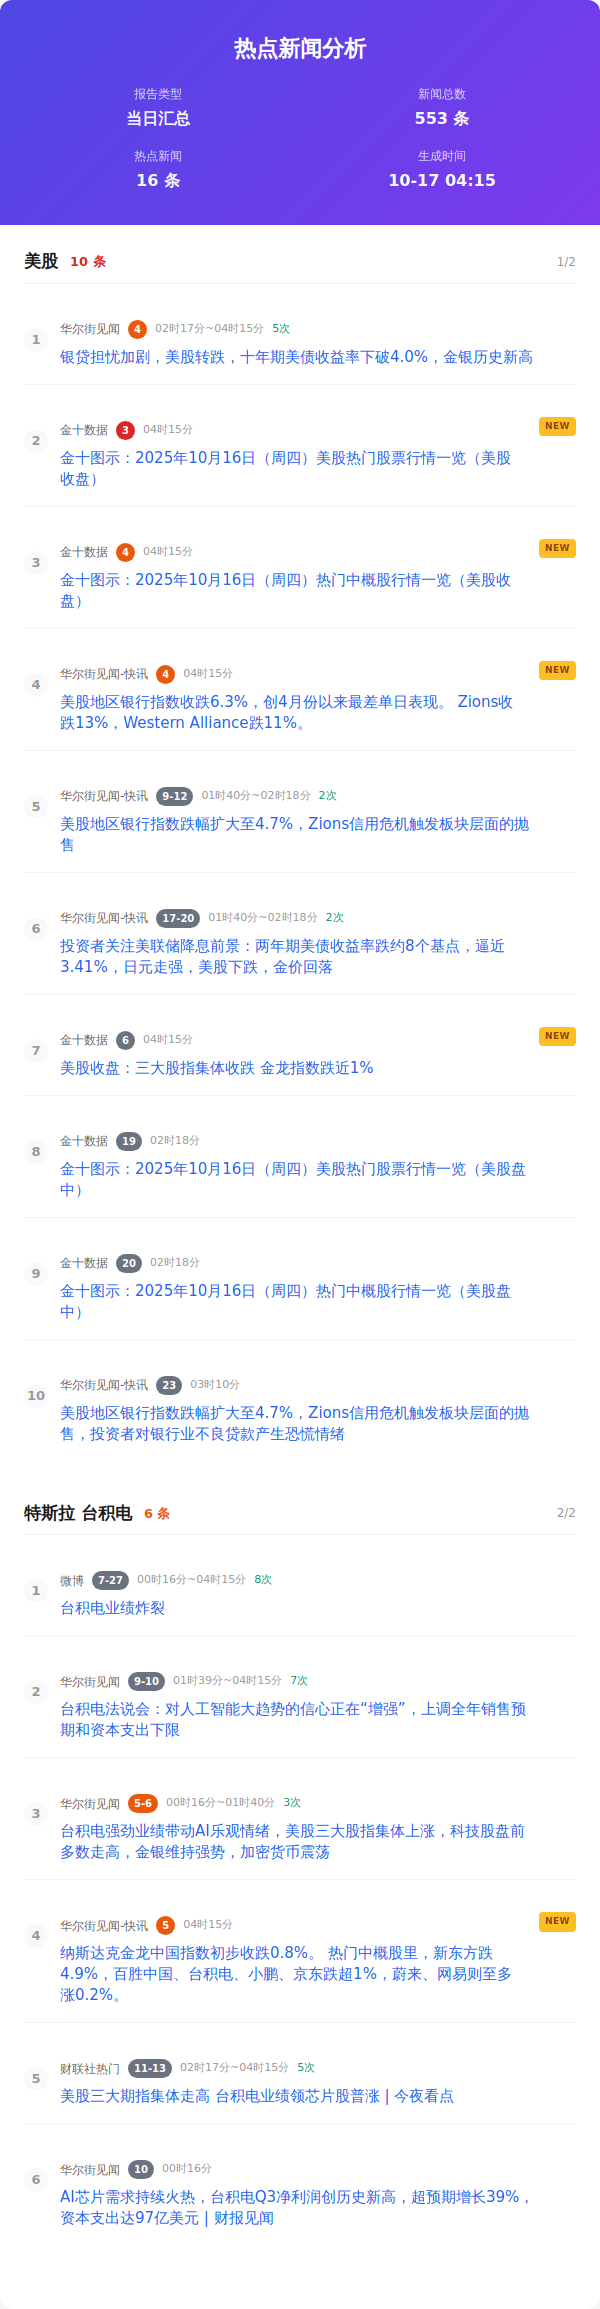 热点新闻分析
报告类型
新闻总数
当日汇总
553 条
热点新闻
生成时间
16 条
10-17 04:15
美股 10 条 1/2
1
华尔街见闻 4 02时17分~04时15分 5次
银贷担忧加剧，美股转跌，十年期美债收益率下破4.0%，金银历史新高
2
金十数据 3 04时15分 NEW
金十图示：2025年10月16日（周四）美股热门股票行情一览（美股
收盘）
3
金十数据 4 04时15分 NEW
金十图示：2025年10月16日（周四）热门中概股行情一览（美股收
盘）
4
华尔街见闻-快讯 4 04时15分 NEW
美股地区银行指数收跌6.3%，创4月份以来最差单日表现。 Zions收
跌13%，Western Alliance跌11%。
5
华尔街见闻-快讯 9-12 01时40分~02时18分 2次
美股地区银行指数跌幅扩大至4.7%，Zions信用危机触发板块层面的抛
售
6
华尔街见闻-快讯 17-20 01时40分~02时18分 2次
投资者关注美联储降息前景：两年期美债收益率跌约8个基点，逼近
3.41%，日元走强，美股下跌，金价回落
7
金十数据 6 04时15分 NEW
美股收盘：三大股指集体收跌 金龙指数跌近1%
8
金十数据 19 02时18分
金十图示：2025年10月16日（周四）美股热门股票行情一览（美股盘
中）
9
金十数据 20 02时18分
金十图示：2025年10月16日（周四）热门中概股行情一览（美股盘
中）
10
华尔街见闻-快讯 23 03时10分
美股地区银行指数跌幅扩大至4.7%，Zions信用危机触发板块层面的抛
售，投资者对银行业不良贷款产生恐慌情绪
特斯拉 台积电 6 条 2/2
1
微博 7-27 00时16分~04时15分 8次
台积电业绩炸裂
2
华尔街见闻 9-10 01时39分~04时15分 7次
台积电法说会：对人工智能大趋势的信心正在“增强”，上调全年销售预
期和资本支出下限
3
华尔街见闻 5-6 00时16分~01时40分 3次
台积电强劲业绩带动AI乐观情绪，美股三大股指集体上涨，科技股盘前
多数走高，金银维持强势，加密货币震荡
4
华尔街见闻-快讯 5 04时15分 NEW
纳斯达克金龙中国指数初步收跌0.8%。 热门中概股里，新东方跌
4.9%，百胜中国、台积电、小鹏、京东跌超1%，蔚来、网易则至多
涨0.2%。
5
财联社热门 11-13 02时17分~04时15分 5次
美股三大期指集体走高 台积电业绩领芯片股普涨 | 今夜看点
6
华尔街见闻 10 00时16分
AI芯片需求持续火热，台积电Q3净利润创历史新高，超预期增长39%，
资本支出达97亿美元 | 财报见闻